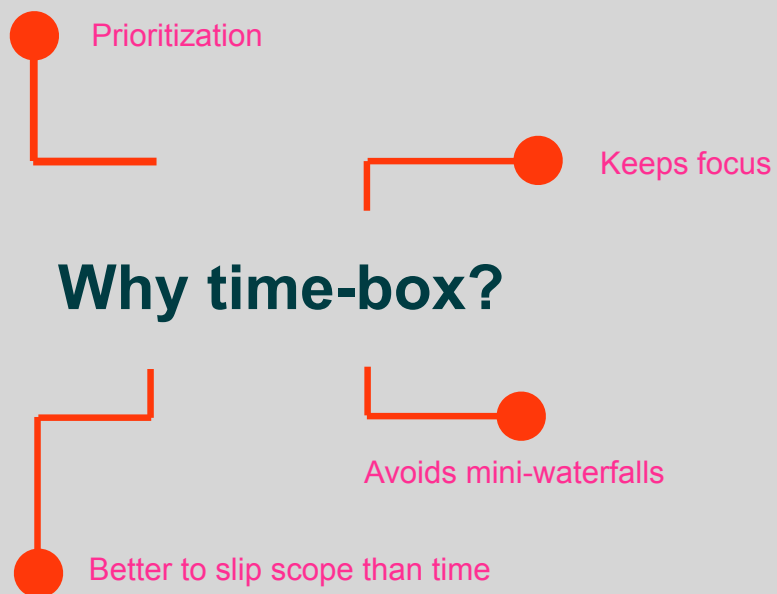 Prioritization
Keeps focus
Why time-box?
Avoids mini-waterfalls
Better to slip scope than time